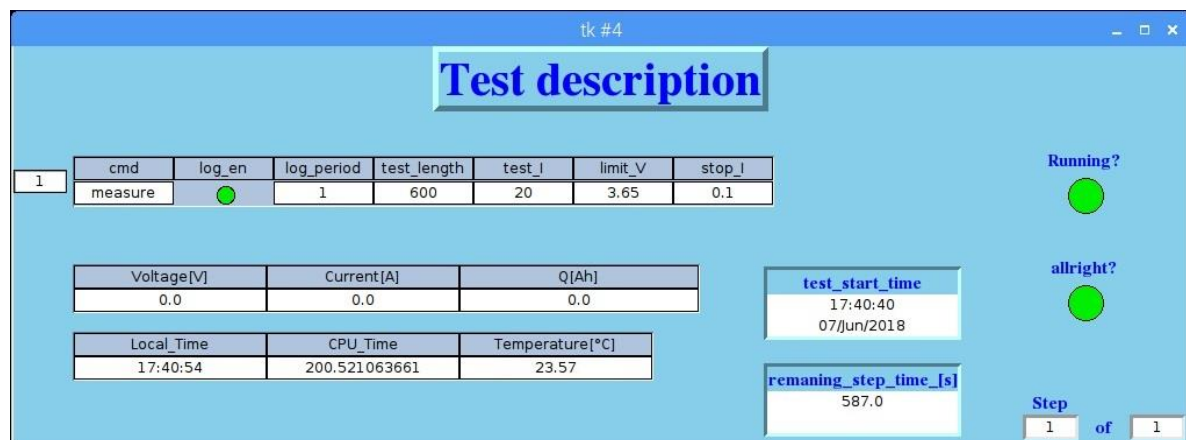 tk #4
Test description
cmd log_en log_period test_length test_I limit_V stop_I
1 measure 1 600 20 3.65 0.1
Running?
Voltage[V] Current[A] Q[Ah]
0.0 0.0 0.0
test_start_time
17:40:40
07/Jun/2018
allright?
Local_Time CPU_Time Temperature[°C]
17:40:54 200.521063661 23.57
remaning_step_time_[s]
587.0
Step
1 of 1